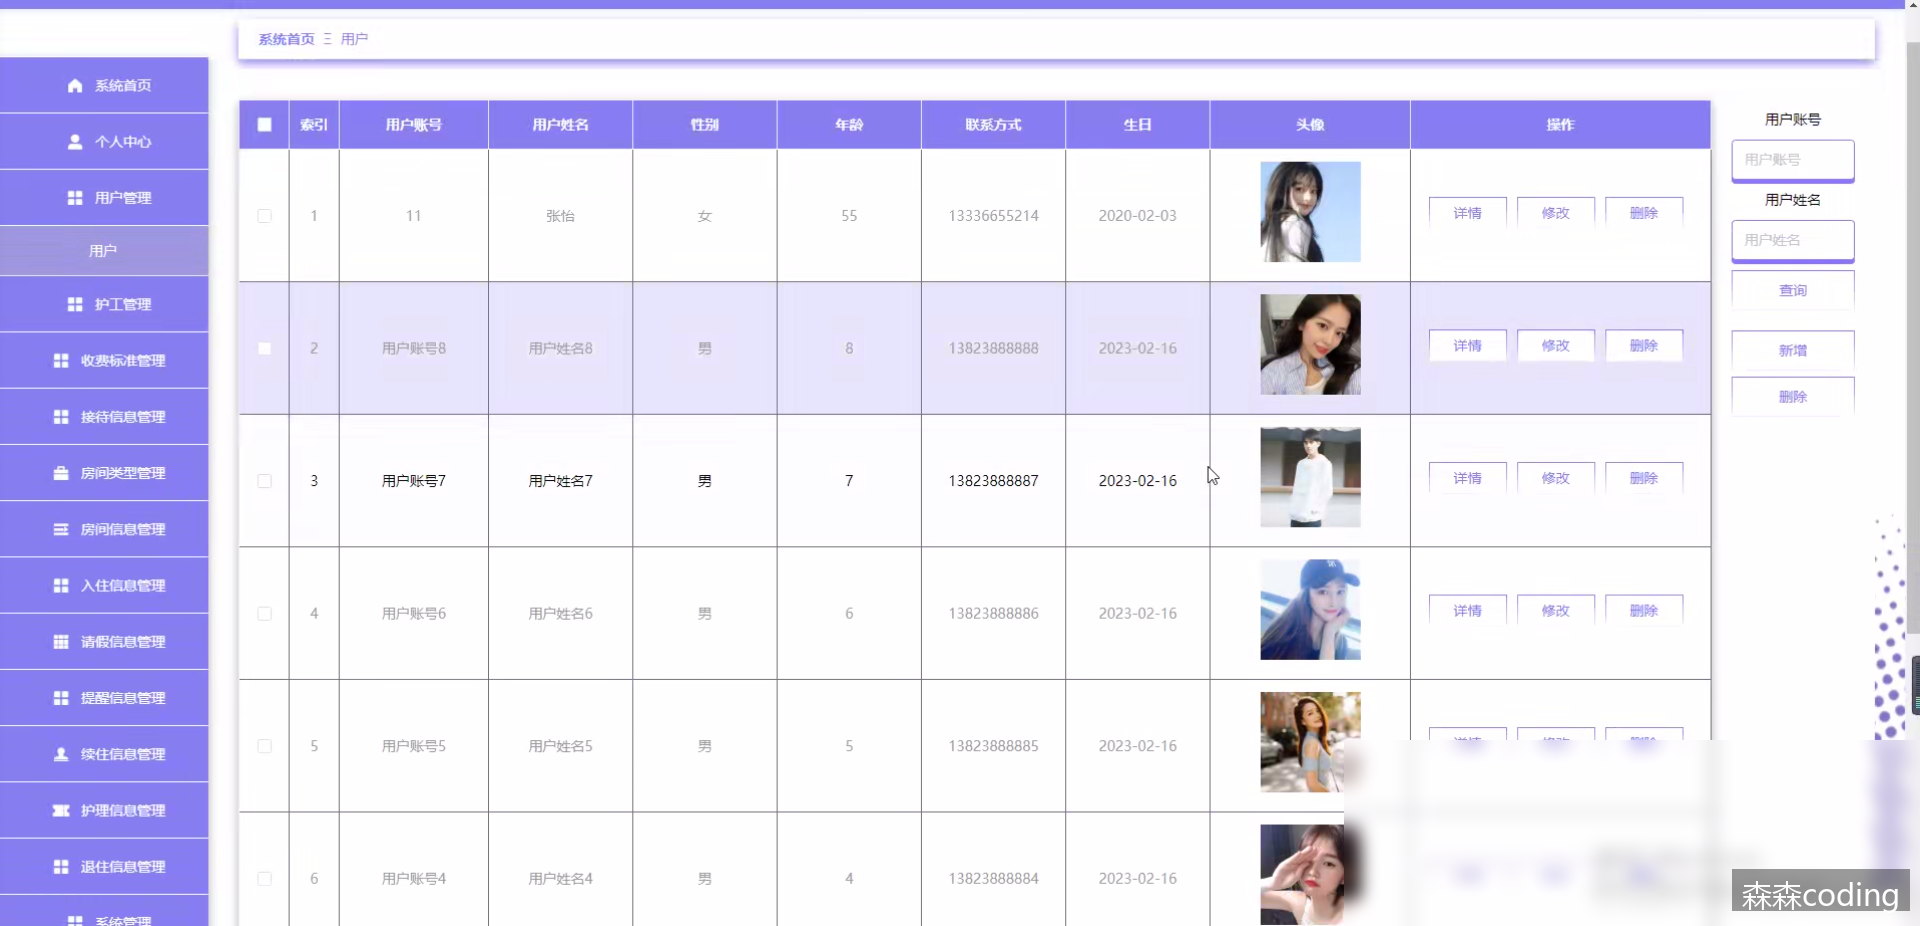 系统首页 Ξ 用户
系统首页
个人中心
用户管理
用户
护工管理
收费标准管理
接待信息管理
房间类型管理
房间信息管理
入住信息管理
请假信息管理
提醒信息管理
续住信息管理
护理信息管理
退住信息管理
系统管理
索引 用户账号 用户姓名 性别 年龄 联系方式 生日 头像 操作
1 11 张怡 女 55 13336655214 2020-02-03 详情 修改 删除
2 用户账号8 用户姓名8 男 8 13823888888 2023-02-16 详情 修改 删除
3 用户账号7 用户姓名7 男 7 13823888887 2023-02-16 详情 修改 删除
4 用户账号6 用户姓名6 男 6 13823888886 2023-02-16 详情 修改 删除
5 用户账号5 用户姓名5 男 5 13823888885 2023-02-16
6 用户账号4 用户姓名4 男 4 13823888884 2023-02-16
用户账号
用户账号
用户姓名
用户姓名
查询
新增
删除
森森coding